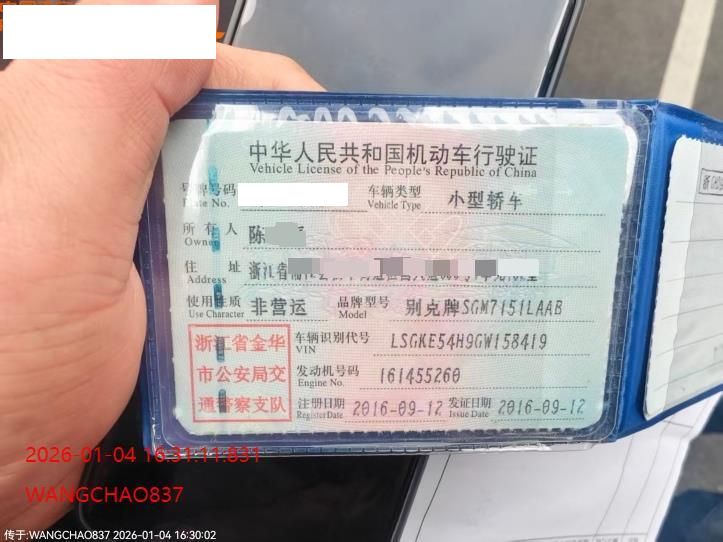 中华人民共和国机动车行驶证
Vehicle License of the People's Republic of China
号牌号码
Plate No.
车辆类型 小型轿车
Vehicle Type
所有人 陈
Owner
住址 浙江省
Address
使用性质 非营运 品牌型号 别克牌SGM7151LAAB
Use Character Model
浙江省金华
市公安局交
通警察支队
车辆识别代号 LSGKE54H9GW158419
VIN
发动机号码 161455260
Engine No.
注册日期 2016-09-12 发证日期 2016-09-12
Register Date Issue Date
2026-01-04 16:31:11.831
WANGCHAO837
传于:WANGCHAO837 2026-01-04 16:30:02